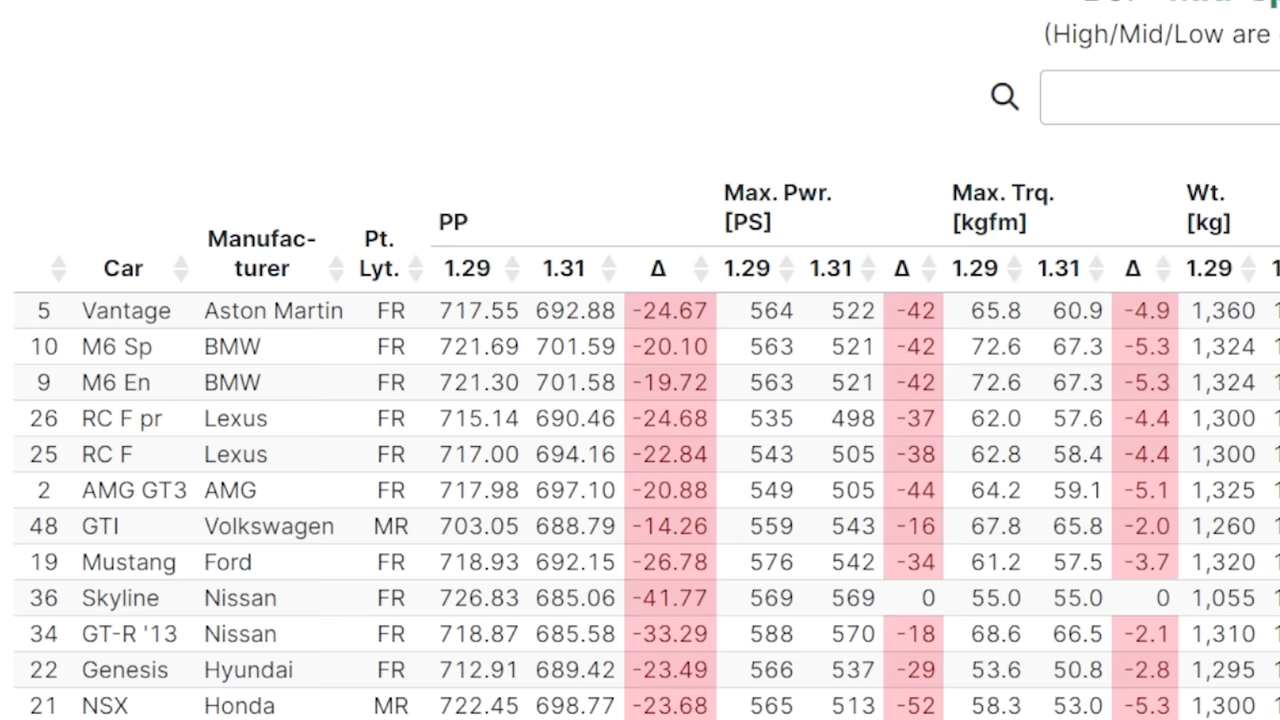 (High/Mid/Low are
Max. Pwr. Max. Trq. Wt.
PP [PS] [kgfm] [kg]
Manufac- Pt.
Car turer Lyt. 1.29 1.31 Δ 1.29 1.31 Δ 1.29 1.31 Δ 1.29 1
5 Vantage Aston Martin FR 717.55 692.88 -24.67 564 522 -42 65.8 60.9 -4.9 1,360 1
10 M6 Sp BMW FR 721.69 701.59 -20.10 563 521 -42 72.6 67.3 -5.3 1,324 1
9 M6 En BMW FR 721.30 701.58 -19.72 563 521 -42 72.6 67.3 -5.3 1,324 1
26 RC F pr Lexus FR 715.14 690.46 -24.68 535 498 -37 62.0 57.6 -4.4 1,300 1
25 RC F Lexus FR 717.00 694.16 -22.84 543 505 -38 62.8 58.4 -4.4 1,300 1
2 AMG GT3 AMG FR 717.98 697.10 -20.88 549 505 -44 64.2 59.1 -5.1 1,325 1
48 GTI Volkswagen MR 703.05 688.79 -14.26 559 543 -16 67.8 65.8 -2.0 1,260 1
19 Mustang Ford FR 718.93 692.15 -26.78 576 542 -34 61.2 57.5 -3.7 1,320 1
36 Skyline Nissan FR 726.83 685.06 -41.77 569 569 0 55.0 55.0 0 1,055 1
34 GT-R '13 Nissan FR 718.87 685.58 -33.29 588 570 -18 68.6 66.5 -2.1 1,310 1
22 Genesis Hyundai FR 712.91 689.42 -23.49 566 537 -29 53.6 50.8 -2.8 1,295 1
21 NSX Honda MR 722.45 698.77 -23.68 565 513 -52 58.3 53.0 -5.3 1,300 1